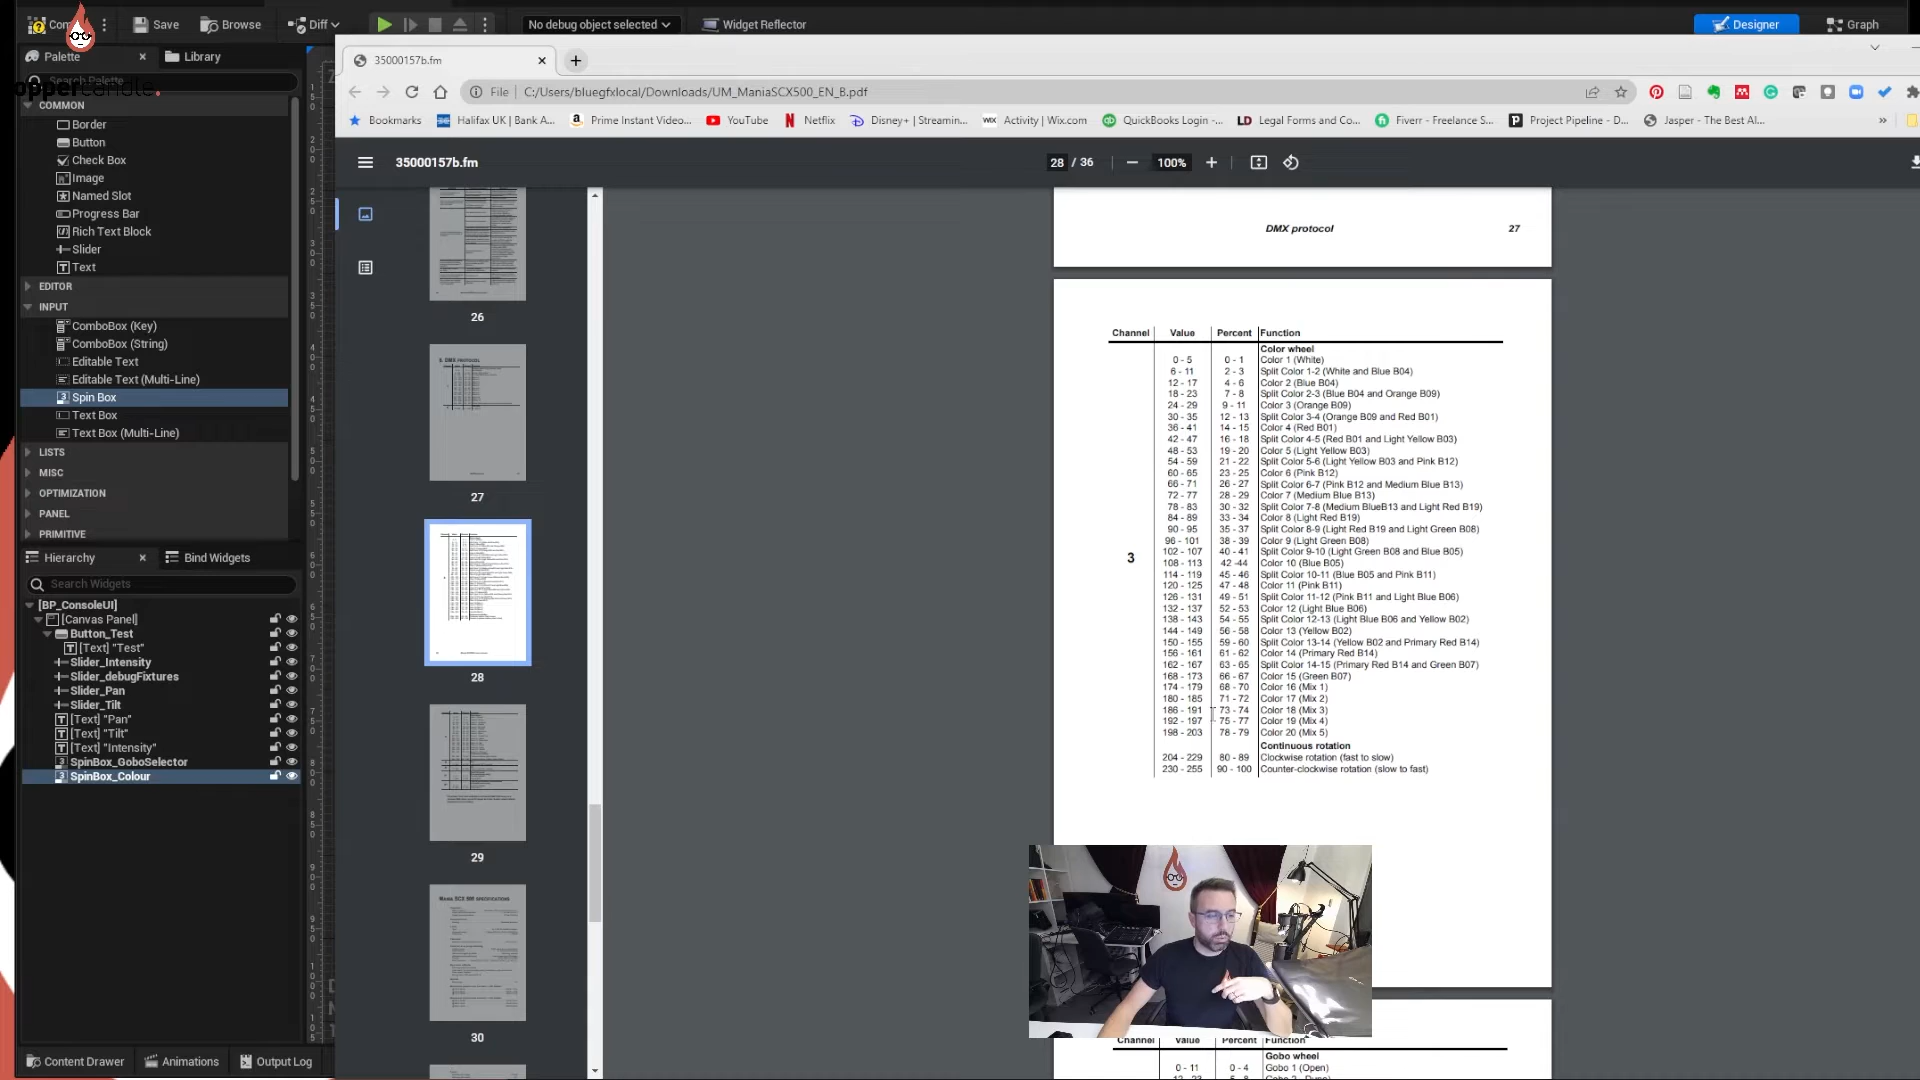 Com
Save
Browse
Diff
No debug object selected
Widget Reflector
Designer
Graph
Palette
Library
Search Palette
oppercandle.
COMMON
Border
Button
Check Box
Image
Named Slot
Progress Bar
Rich Text Block
Slider
Text
EDITOR
INPUT
ComboBox (Key)
ComboBox (String)
Editable Text
Editable Text (Multi-Line)
Spin Box
Text Box
Text Box (Multi-Line)
LISTS
MISC
OPTIMIZATION
PANEL
PRIMITIVE
Hierarchy
Bind Widgets
Search Widgets
[BP_ConsoleUI]
[Canvas Panel]
Button_Test
[Text] "Test"
Slider_Intensity
Slider_debugFixtures
Slider_Pan
Slider_Tilt
[Text] "Pan"
[Text] "Tilt"
[Text] "Intensity"
SpinBox_GoboSelector
SpinBox_Colour
Content Drawer
Animations
Output Log
35000157b.fm
File
C:/Users/bluegfxlocal/Downloads/UM_ManiaSCX500_EN_B.pdf
Bookmarks
Halifax UK | Bank A...
Prime Instant Video...
YouTube
Netflix
Disney+ | Streamin...
Activity | Wix.com
QuickBooks Login -...
Legal Forms and Co...
Fiverr - Freelance S...
Project Pipeline - D...
Jasper - The Best AI...
35000157b.fm
28 / 36
100%
26
27
28
29
30
DMX protocol 27
Channel Value Percent Function
Color wheel
0 - 5 0 - 1 Color 1 (White)
6 - 11 2 - 3 Split Color 1-2 (White and Blue B04)
12 - 17 4 - 6 Color 2 (Blue B04)
18 - 23 7 - 8 Split Color 2-3 (Blue B04 and Orange B09)
24 - 29 9 - 11 Color 3 (Orange B09)
30 - 35 12 - 13 Split Color 3-4 (Orange B09 and Red B01)
36 - 41 14 - 15 Color 4 (Red B01)
42 - 47 16 - 18 Split Color 4-5 (Red B01 and Light Yellow B03)
48 - 53 19 - 20 Color 5 (Light Yellow B03)
54 - 59 21 - 22 Split Color 5-6 (Light Yellow B03 and Pink B12)
60 - 65 23 - 25 Color 6 (Pink B12)
66 - 71 26 - 27 Split Color 6-7 (Pink B12 and Medium Blue B13)
72 - 77 28 - 29 Color 7 (Medium Blue B13)
78 - 83 30 - 32 Split Color 7-8 (Medium BlueB13 and Light Red B19)
84 - 89 33 - 34 Color 8 (Light Red B19)
90 - 95 35 - 37 Split Color 8-9 (Light Red B19 and Light Green B08)
96 - 101 38 - 39 Color 9 (Light Green B08)
102 - 107 40 - 41 Split Color 9-10 (Light Green B08 and Blue B05)
3
108 - 113 42 -44 Color 10 (Blue B05)
114 - 119 45 - 46 Split Color 10-11 (Blue B05 and Pink B11)
120 - 125 47 - 48 Color 11 (Pink B11)
126 - 131 49 - 51 Split Color 11-12 (Pink B11 and Light Blue B06)
132 - 137 52 - 53 Color 12 (Light Blue B06)
138 - 143 54 - 55 Split Color 12-13 (Light Blue B06 and Yellow B02)
144 - 149 56 - 58 Color 13 (Yellow B02)
150 - 155 59 - 60 Split Color 13-14 (Yellow B02 and Primary Red B14)
156 - 161 61 - 62 Color 14 (Primary Red B14)
162 - 167 63 - 65 Split Color 14-15 (Primary Red B14 and Green B07)
168 - 173 66 - 67 Color 15 (Green B07)
174 - 179 68 - 70 Color 16 (Mix 1)
180 - 185 71 - 72 Color 17 (Mix 2)
186 - 191 73 - 74 Color 18 (Mix 3)
192 - 197 75 - 77 Color 19 (Mix 4)
198 - 203 78 - 79 Color 20 (Mix 5)
Continuous rotation
204 - 229 80 - 89 Clockwise rotation (fast to slow)
230 - 255 90 - 100 Counter-clockwise rotation (slow to fast)
Channel Value Percent Function
Gobo wheel
0 - 11 0 - 4 Gobo 1 (Open)